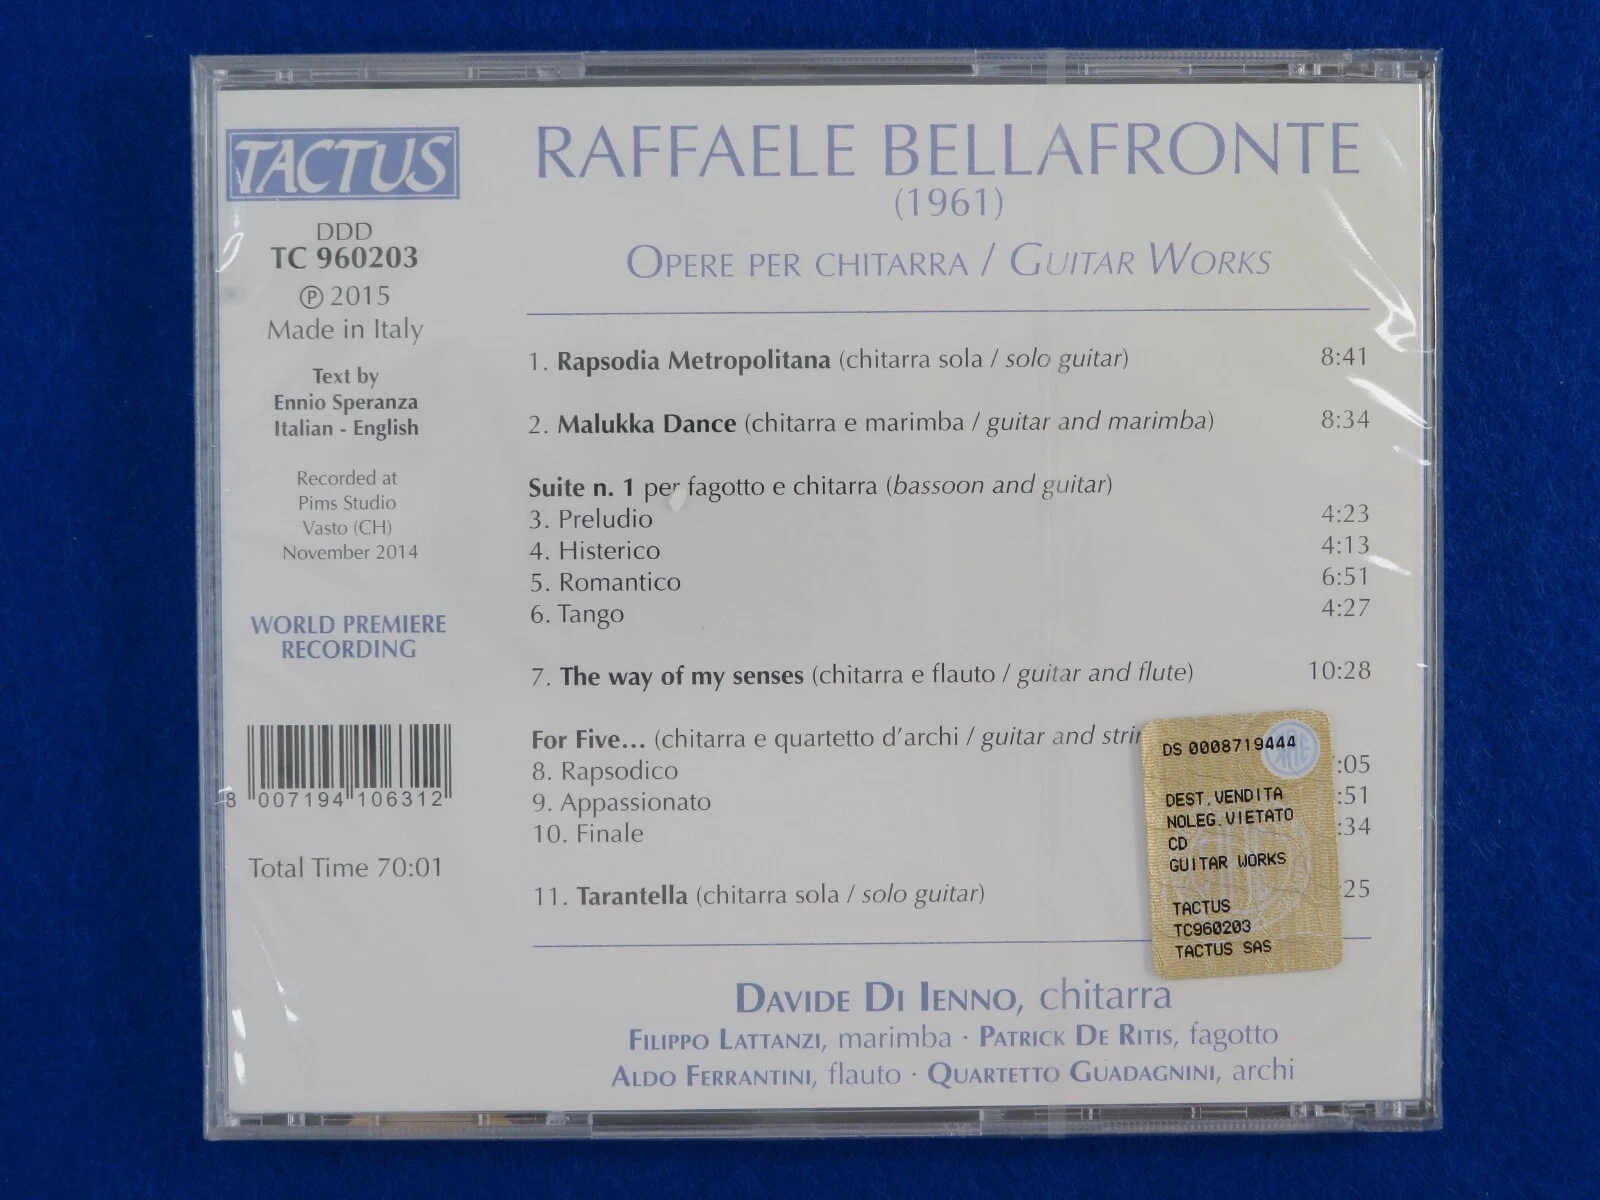 TACTUS
DDD
TC 960203
℗ 2015
Made in Italy
Text by
Ennio Speranza
Italian - English
Recorded at
Pims Studio
Vasto (CH)
November 2014
WORLD PREMIERE
RECORDING
8 007194 106312
Total Time 70:01
RAFFAELE BELLAFRONTE
(1961)
OPERE PER CHITARRA / GUITAR WORKS
1. Rapsodia Metropolitana (chitarra sola / solo guitar) 8:41
2. Malukka Dance (chitarra e marimba / guitar and marimba) 8:34
Suite n. 1 per fagotto e chitarra (bassoon and guitar)
3. Preludio 4:23
4. Histerico 4:13
5. Romantico 6:51
6. Tango 4:27
7. The way of my senses (chitarra e flauto / guitar and flute) 10:28
For Five... (chitarra e quartetto d'archi / guitar and
8. Rapsodico :05
9. Appassionato :51
10. Finale :34
11. Tarantella (chitarra sola / solo guitar) :25
DS 0008719444
DEST.VENDITA
NOLEG.VIETATO
CD
GUITAR WORKS
TACTUS
TC960203
TACTUS SAS
DAVIDE DI IENNO, chitarra
FILIPPO LATTANZI, marimba · PATRICK DE RITIS, fagotto
ALDO FERRANTINI, flauto · QUARTETTO GUADAGNINI, archi